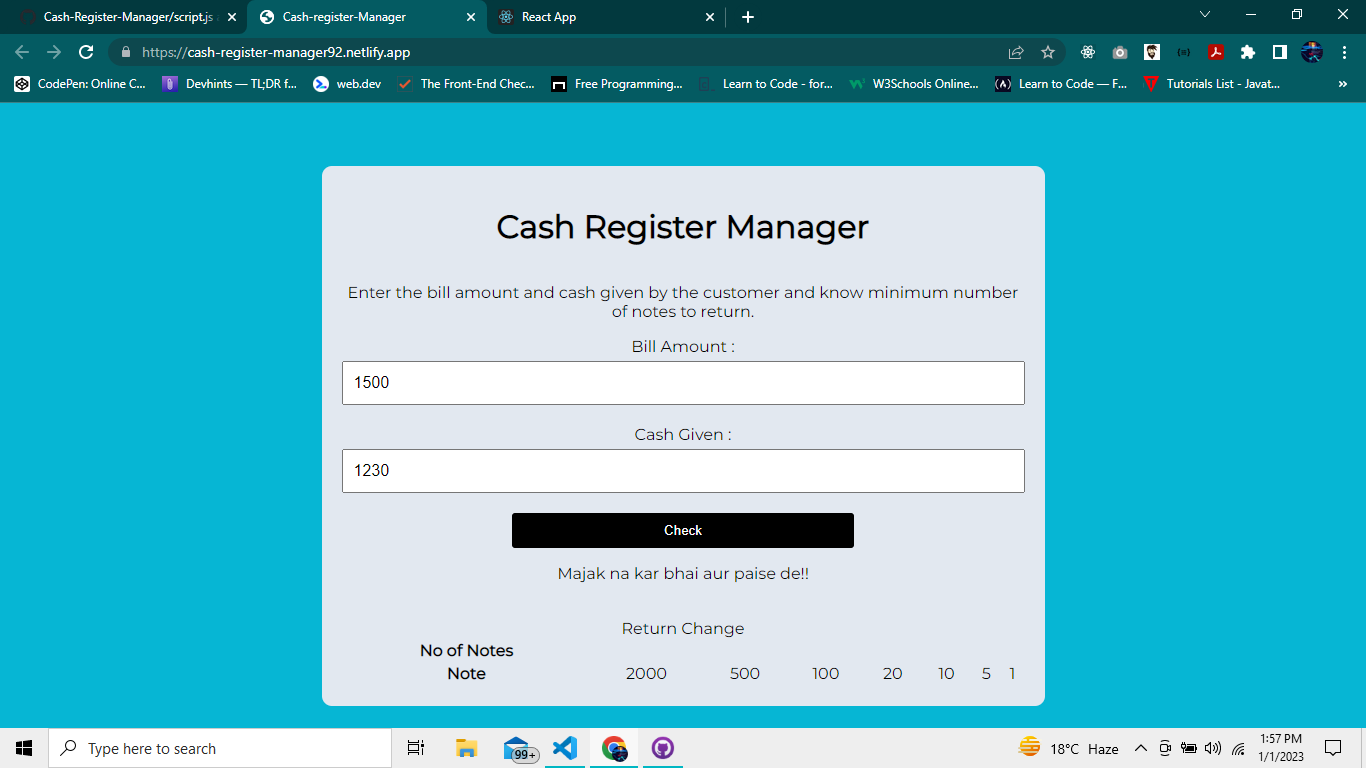 Cash-Register-Manager/script.js
Cash-register-Manager
React App
https://cash-register-manager92.netlify.app
CodePen: Online C...
Devhints — TL;DR f...
web.dev
The Front-End Chec...
Free Programming...
Learn to Code - for...
W3Schools Online...
Learn to Code — F...
Tutorials List - Javat...
»
Cash Register Manager
Enter the bill amount and cash given by the customer and know minimum number
of notes to return.
Bill Amount :
1500
Cash Given :
1230
Check
Majak na kar bhai aur paise de!!
Return Change
No of Notes
Note 2000 500 100 20 10 5 1
Type here to search
99+
18°C Haze
1:57 PM
1/1/2023